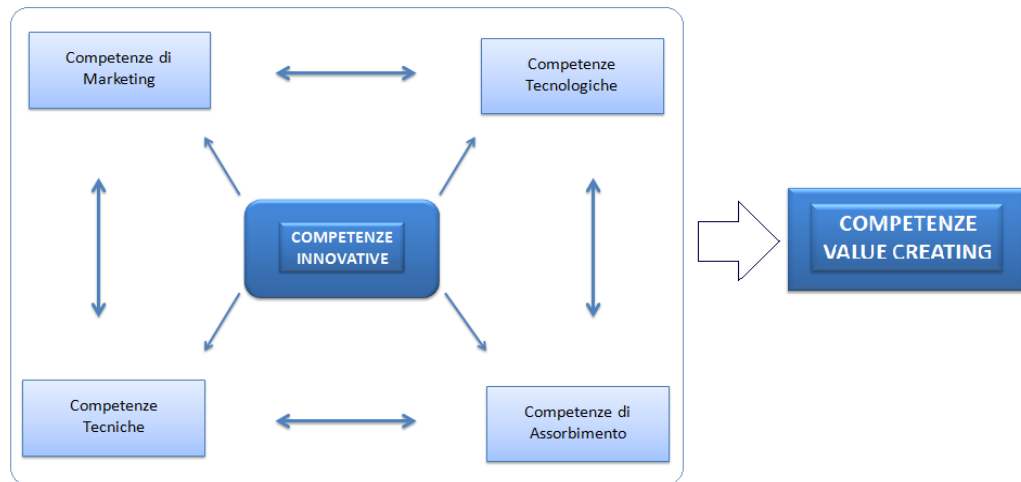 Competenze di
Marketing
Competenze
Tecnologiche
COMPETENZE
INNOVATIVE
COMPETENZE
VALUE CREATING
Competenze
Tecniche
Competenze di
Assorbimento